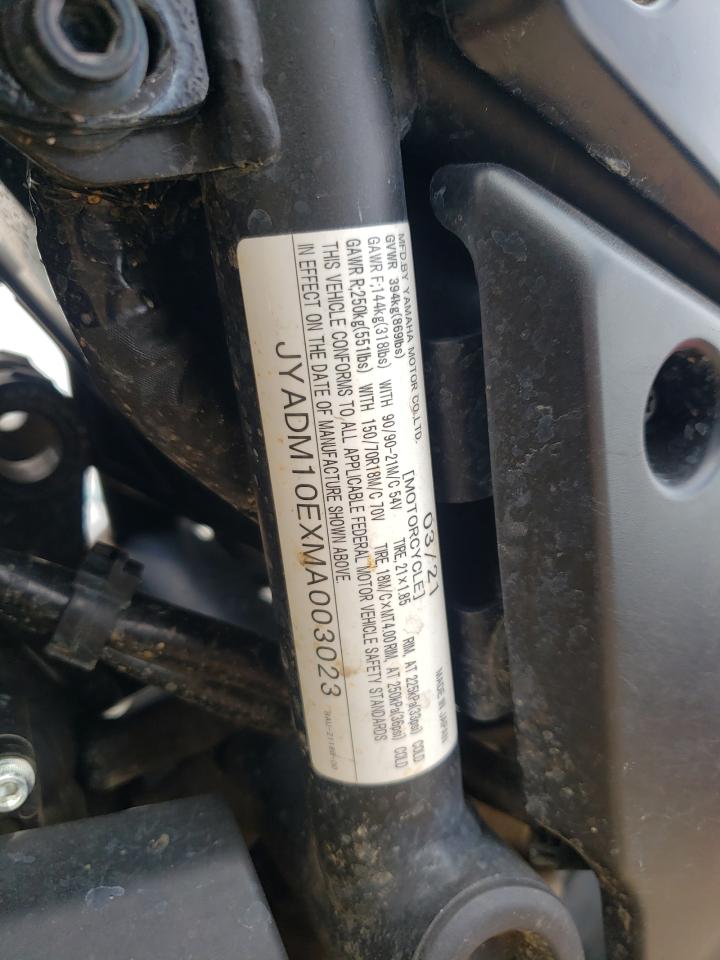 MFD.BY YAMAHA MOTOR CO.,LTD. 03/21 MADE IN JAPAN
GVWR 394kg(869lbs) [MOTORCYCLE]
GAWR F;144kg(318lbs) WITH 90/90-21M/C 54V TIRE, 21×1.85 RIM, AT 225kPa(33psi) COLD
GAWR R;250kg(551lbs) WITH 150/70R18M/C 70V TIRE, 18M/C×MT4.00 RIM, AT 250kPa(36psi) COLD
THIS VEHICLE CONFORMS TO ALL APPLICABLE FEDERAL MOTOR VEHICLE SAFETY STANDARDS
IN EFFECT ON THE DATE OF MANUFACTURE SHOWN ABOVE
JYADM10EXMA003023